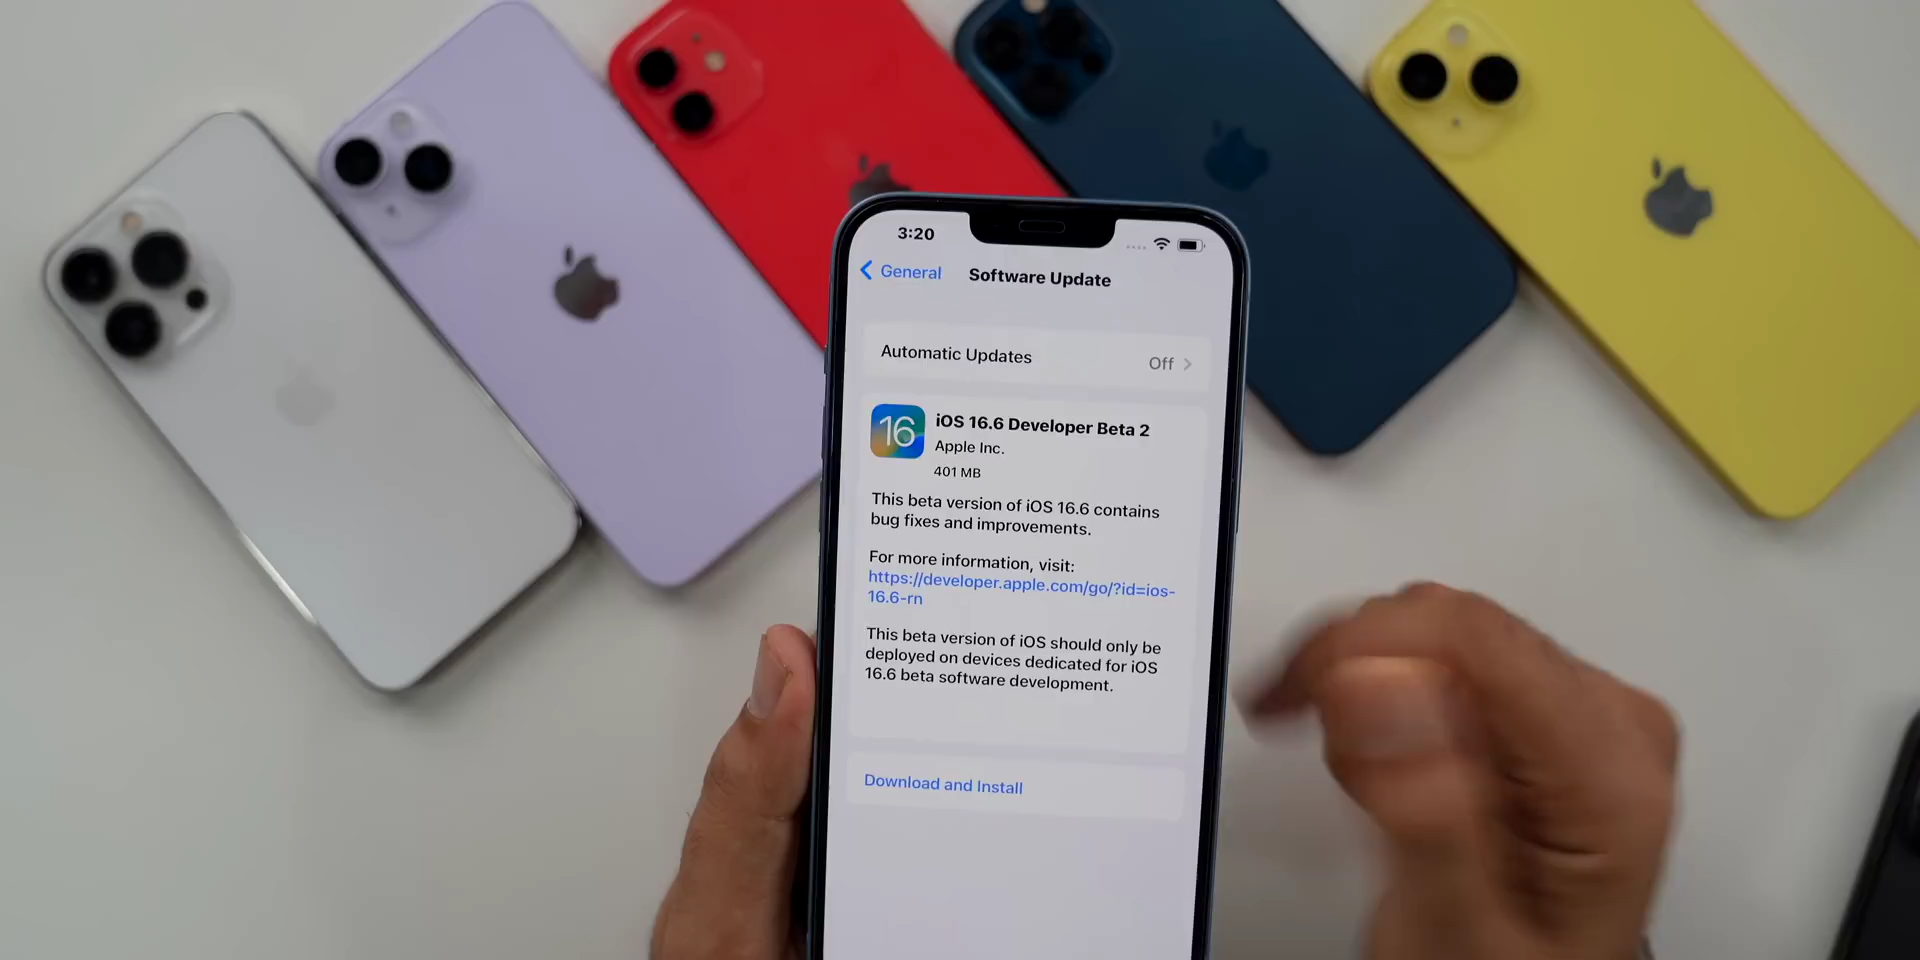 3:20
General
Software Update
Automatic Updates
Off
16
iOS 16.6 Developer Beta 2
Apple Inc.
401 MB
This beta version of iOS 16.6 contains
bug fixes and improvements.
For more information, visit:
https://developer.apple.com/go/?id=ios-
16.6-rn
This beta version of iOS should only be
deployed on devices dedicated for iOS
16.6 beta software development.
Download and Install